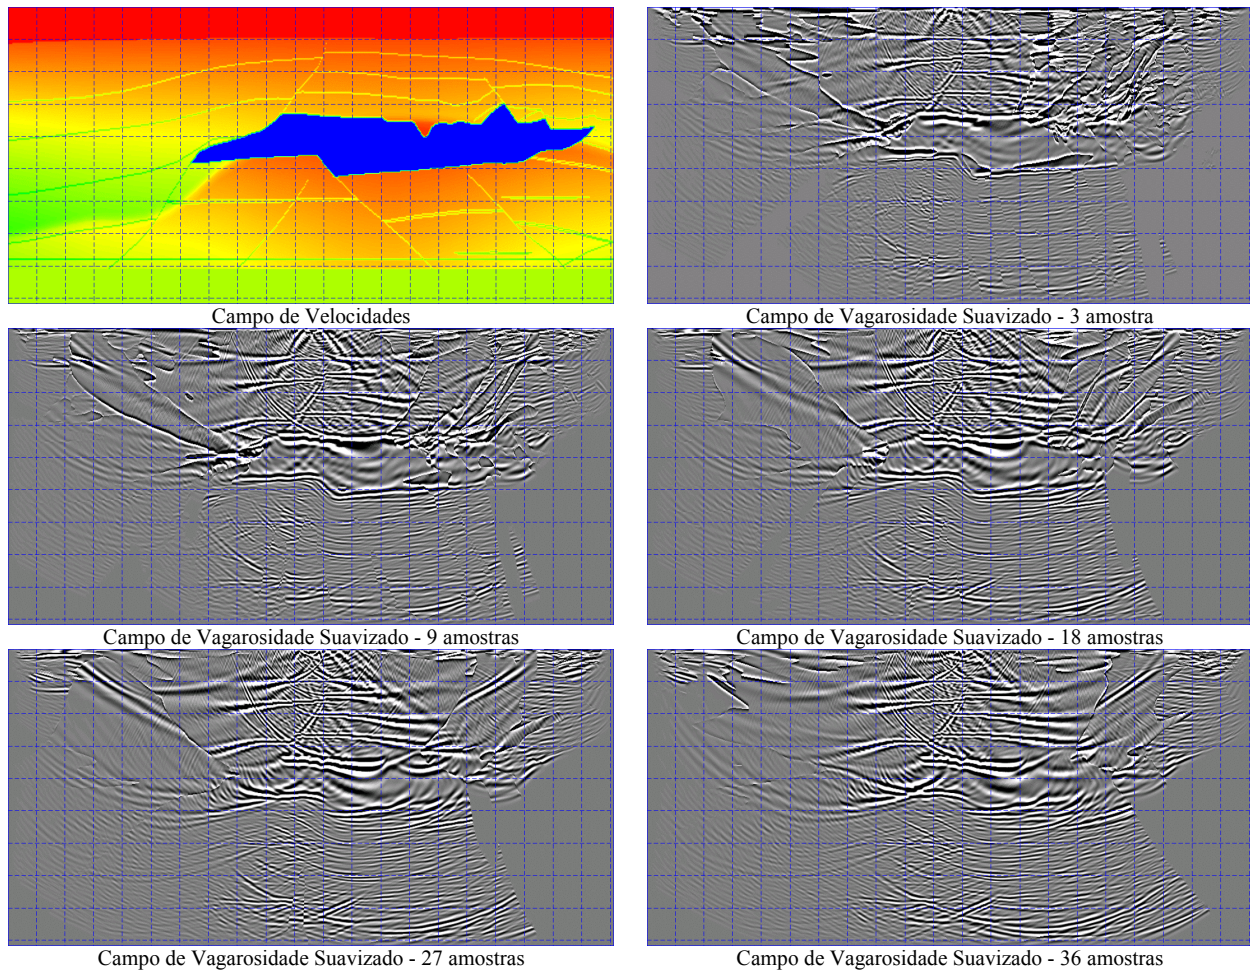 Campo de Velocidades
Campo de Vagarosidade Suavizado - 3 amostra
Campo de Vagarosidade Suavizado - 9 amostras
Campo de Vagarosidade Suavizado - 18 amostras
Campo de Vagarosidade Suavizado - 27 amostras
Campo de Vagarosidade Suavizado - 36 amostras